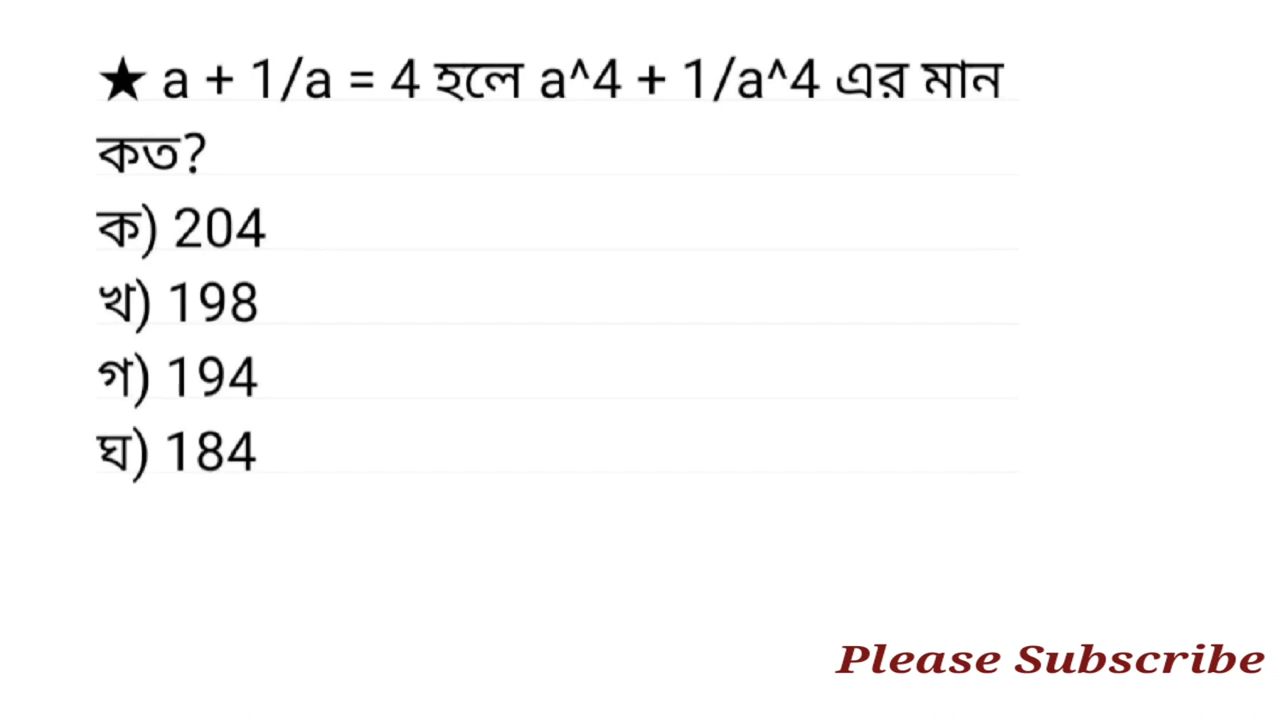 ★ a + 1/a = 4 হলে a^4 + 1/a^4 এর মান
কত?
ক) 204
খ) 198
গ) 194
ঘ) 184
Please Subscribe